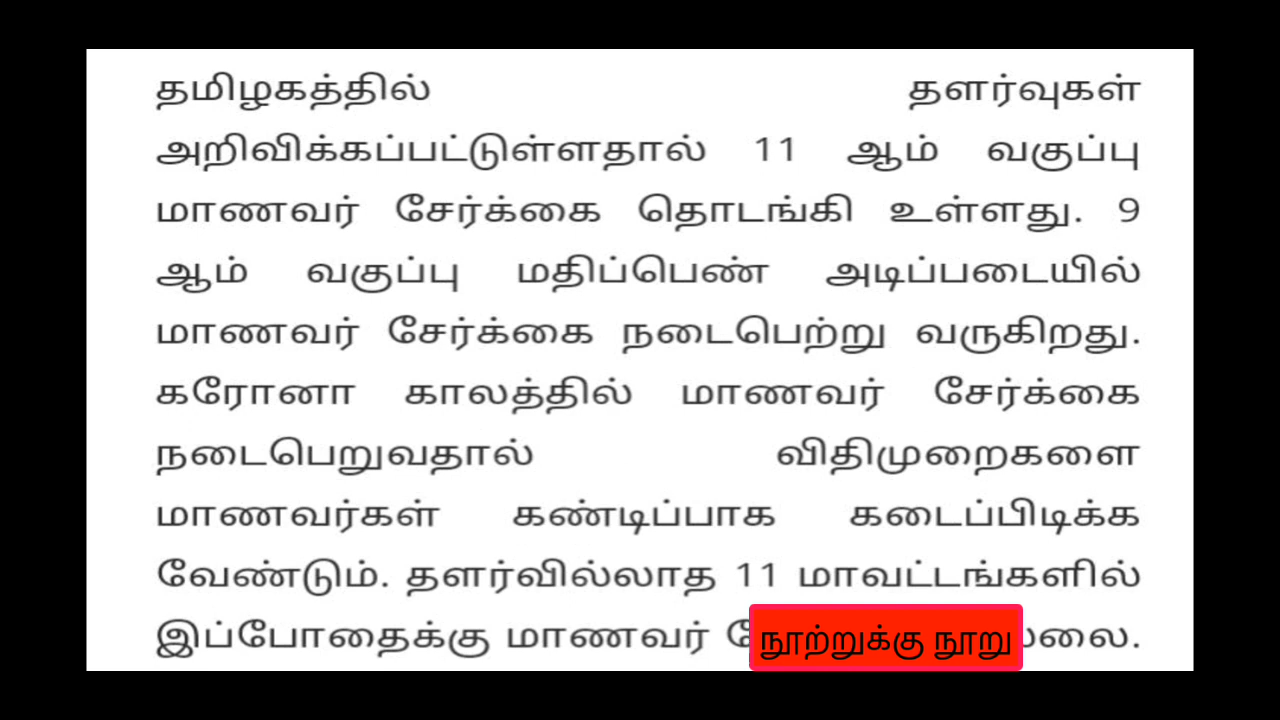 தமிழகத்தில் தளர்வுகள்
அறிவிக்கப்பட்டுள்ளதால் 11 ஆம் வகுப்பு
மாணவர் சேர்க்கை தொடங்கி உள்ளது. 9
ஆம் வகுப்பு மதிப்பெண் அடிப்படையில்
மாணவர் சேர்க்கை நடைபெற்று வருகிறது.
கரோனா காலத்தில் மாணவர் சேர்க்கை
நடைபெறுவதால் விதிமுறைகளை
மாணவர்கள் கண்டிப்பாக கடைப்பிடிக்க
வேண்டும். தளர்வில்லாத 11 மாவட்டங்களில்
இப்போதைக்கு மாணவர்
நூற்றுக்கு நூறு